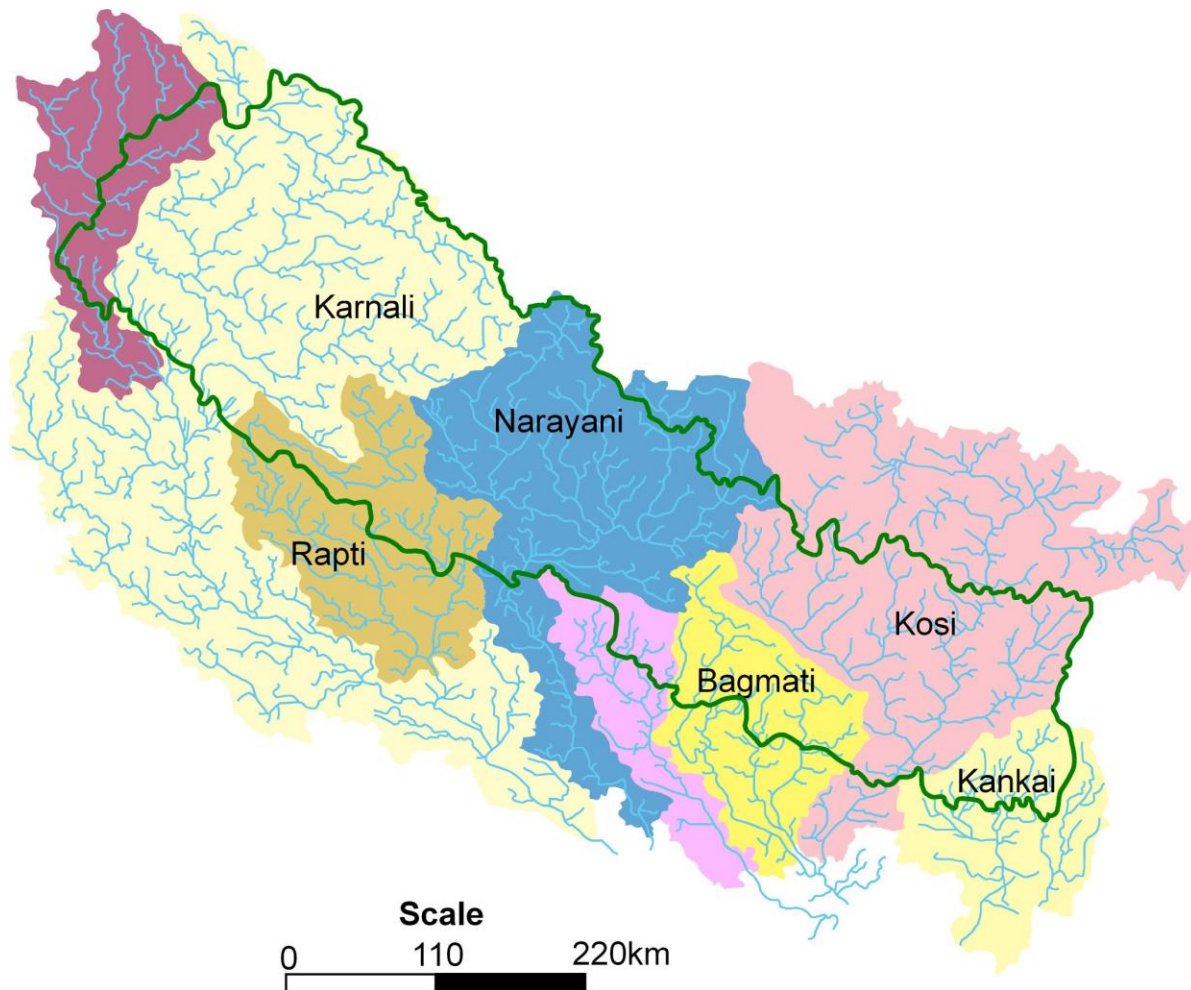 Karnali
Narayani
Rapti
Kosi
Bagmati
Kankai
Scale
0 110 220km